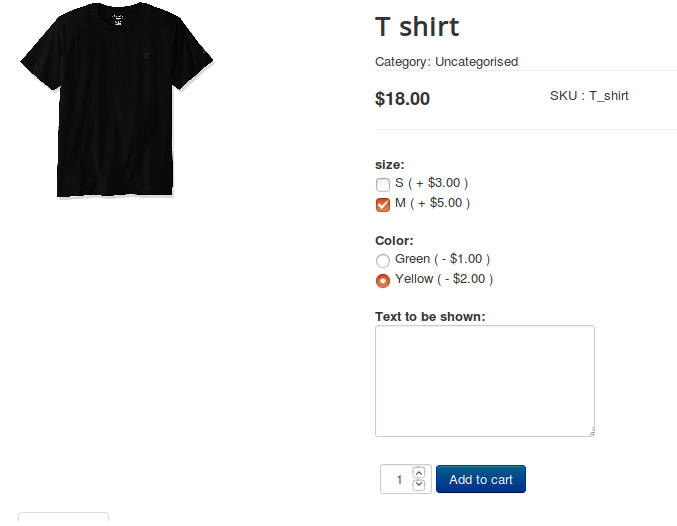 T shirt
Category: Uncategorised
$18.00
SKU : T_shirt
size:
S ( + $3.00 )
M ( + $5.00 )
Color:
Green ( - $1.00 )
Yellow ( - $2.00 )
Text to be shown:
1
Add to cart